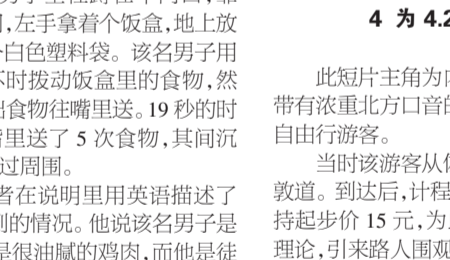 ,左手拿着个饭盒,地上放
个白色塑料袋。该名男子用
不时拨动饭盒里的食物,然
食物往嘴里送。19 秒的时
嘴里送了 5 次食物,其间沉
过周围。
者在说明里用英语描述了
到的情况。他说该名男子是
是很油腻的鸡肉,而他是徒
4 为 4.2
此短片主角为
带有浓重北方口音的
自由行游客。
当时该游客从
敦道。到达后,计程
持起步价 15 元,为
理论,引来路人围观